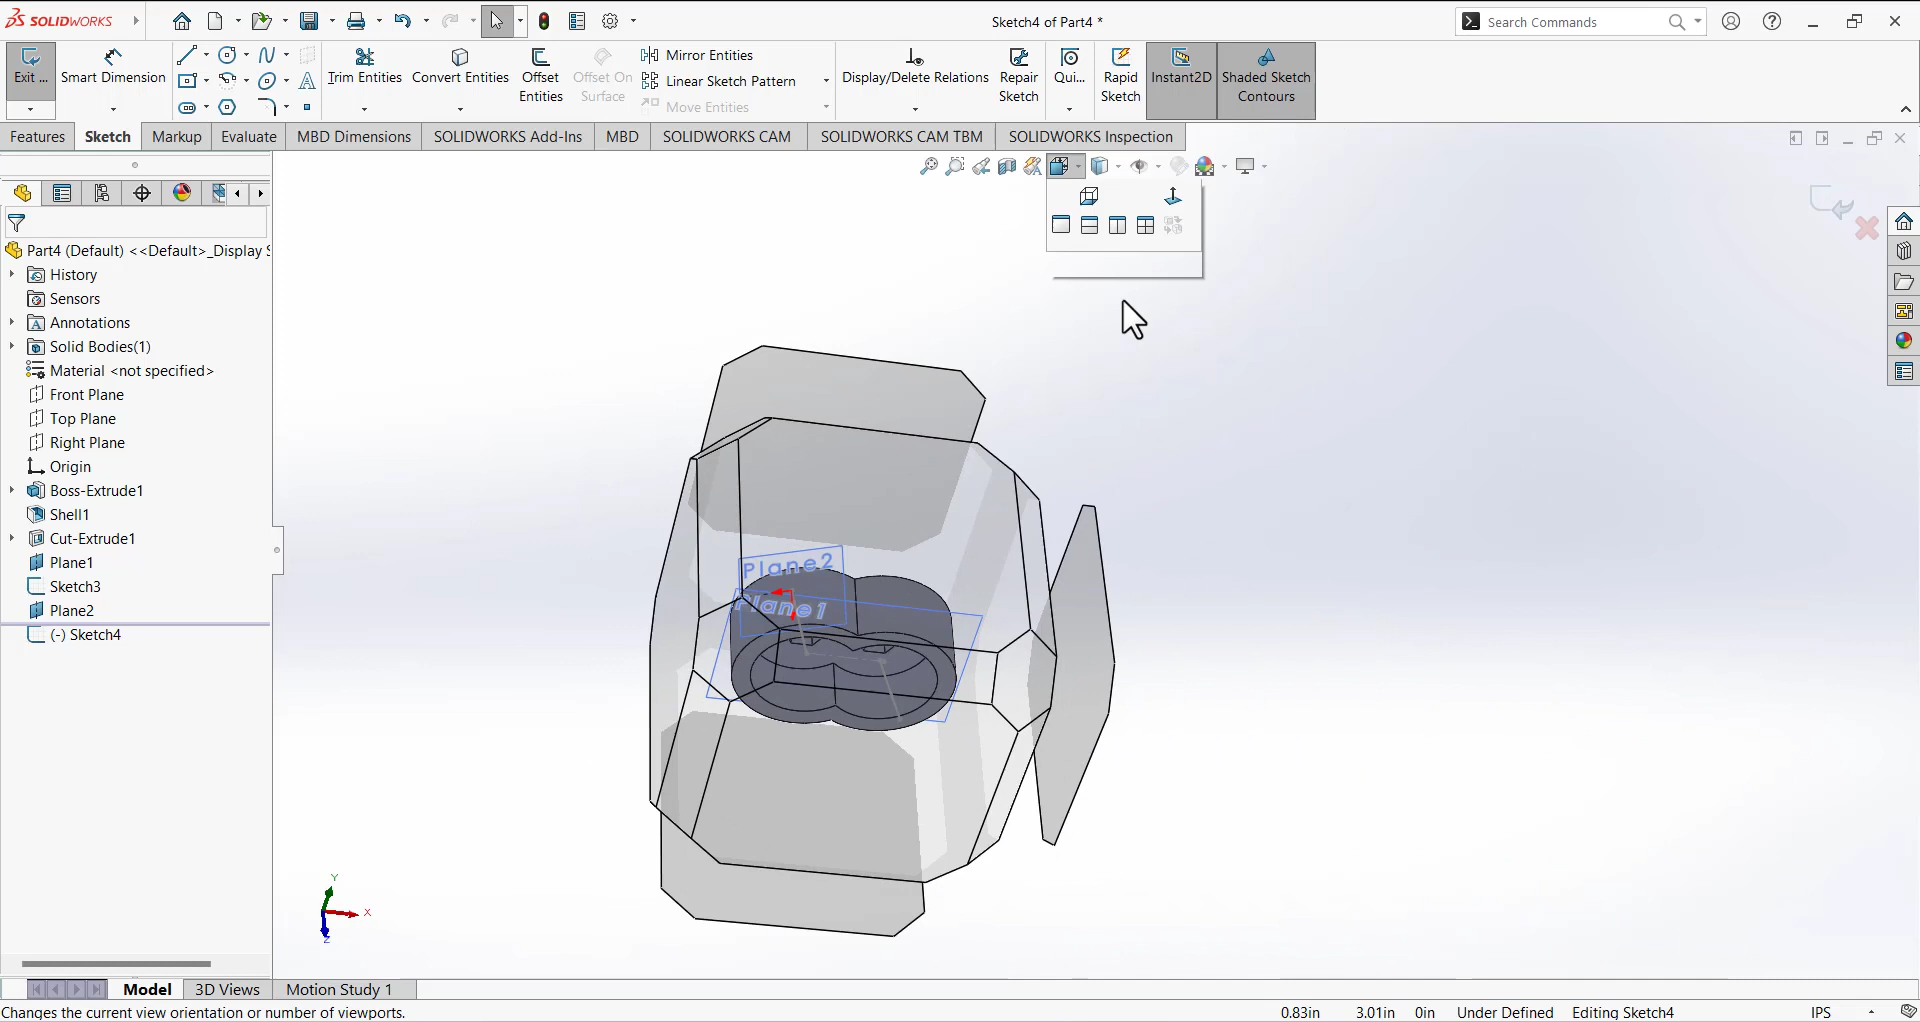 SOLIDWORKS
Sketch4 of Part4 *
Search Commands
Exit ...
Smart Dimension
Trim Entities
Convert Entities
Offset
Entities
Offset On
Surface
Mirror Entities
Linear Sketch Pattern
Move Entities
Display/Delete Relations
Repair
Sketch
Qui...
Rapid
Sketch
Instant2D
Shaded Sketch
Contours
Features
Sketch
Markup
Evaluate
MBD Dimensions
SOLIDWORKS Add-Ins
MBD
SOLIDWORKS CAM
SOLIDWORKS CAM TBM
SOLIDWORKS Inspection
Part4 (Default) <<Default>_Display S
History
Sensors
Annotations
Solid Bodies(1)
Material <not specified>
Front Plane
Top Plane
Right Plane
Origin
Boss-Extrude1
Shell1
Cut-Extrude1
Plane1
Sketch3
Plane2
(-) Sketch4
Plane2
Plane1
Y
X
Z
Model
3D Views
Motion Study 1
Changes the current view orientation or number of viewports.
0.83in
3.01in
0in
Under Defined
Editing Sketch4
IPS